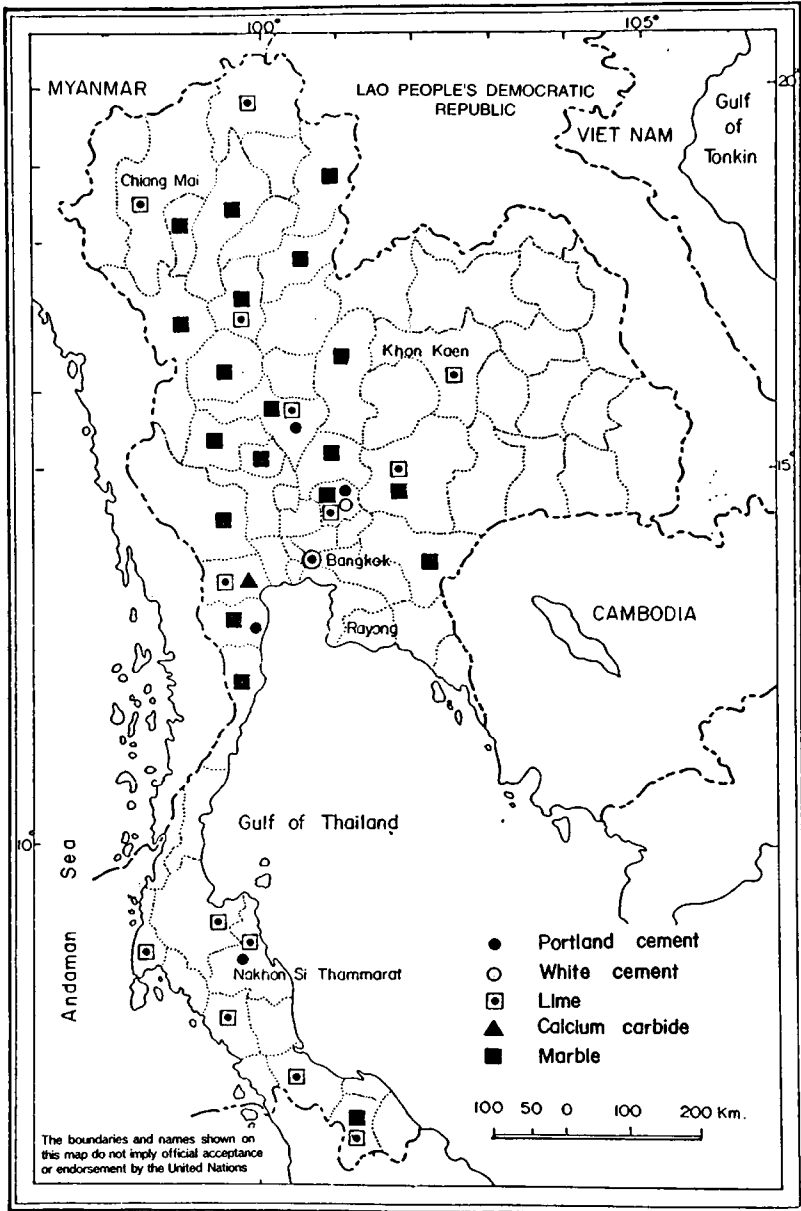 100°
105°
MYANMAR
LAO PEOPLE'S DEMOCRATIC
REPUBLIC
20°
Gulf
of
Tonkin
VIET NAM
Chiang Mai
Khon Kaen
15°
Bangkok
Rayong
CAMBODIA
Gulf of Thailand
10°
Andaman Sea
Nakhon Si Thammarat
Portland cement
White cement
Lime
Calcium carbide
Marble
100 50 0 100 200 Km.
The boundaries and names shown on
this map do not imply official acceptance
or endorsement by the United Nations